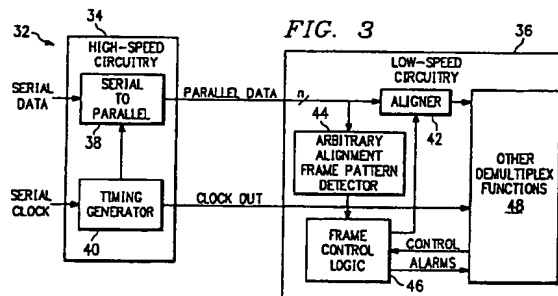 FIG. 3
32
34
HIGH-SPEED
CIRCUITRY
SERIAL
DATA
SERIAL
TO
PARALLEL
38
SERIAL
CLOCK
TIMING
GENERATOR
40
PARALLEL DATA
n
CLOCK OUT
36
LOW-SPEED
CIRCUITRY
ALIGNER
42
44
ARBITRARY
ALIGNMENT
FRAME PATTERN
DETECTOR
FRAME
CONTROL
LOGIC
46
CONTROL
ALARMS
OTHER
DEMULTIPLEX
FUNCTIONS
48